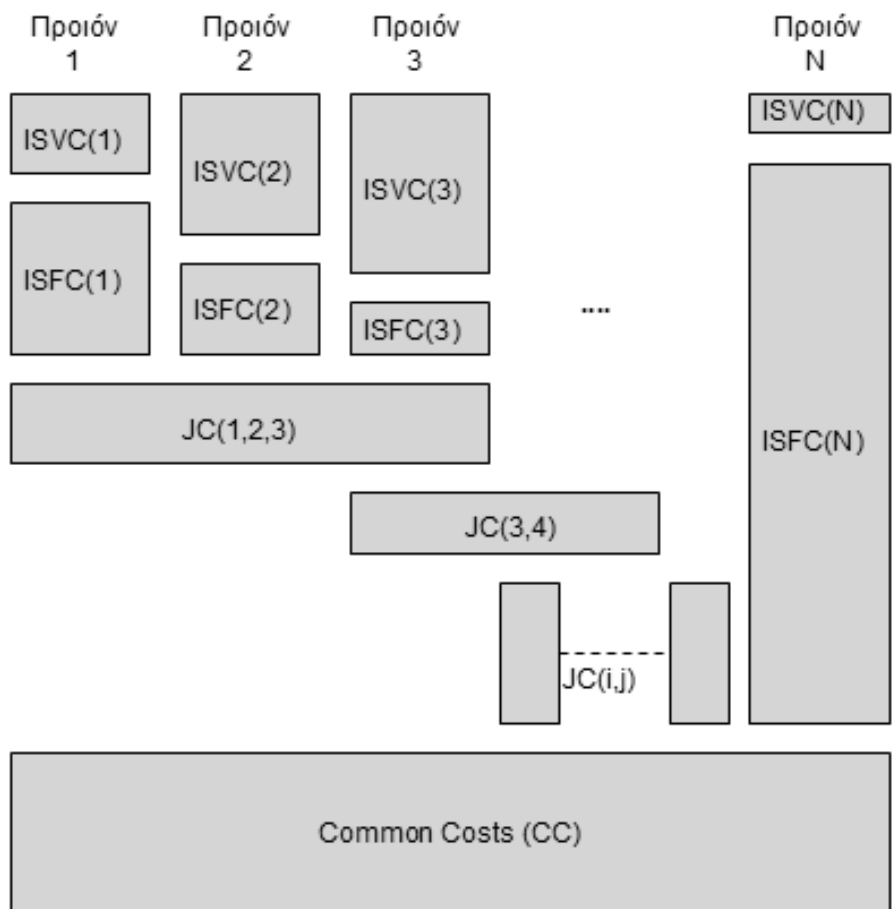 Προιόν
1
Προιόν
2
Προιόν
3
Προιόν
N
ISVC(1)
ISVC(2)
ISVC(3)
ISVC(N)
ISFC(1)
ISFC(2)
ISFC(3)
....
ISFC(N)
JC(1,2,3)
JC(3,4)
JC(i,j)
Common Costs (CC)